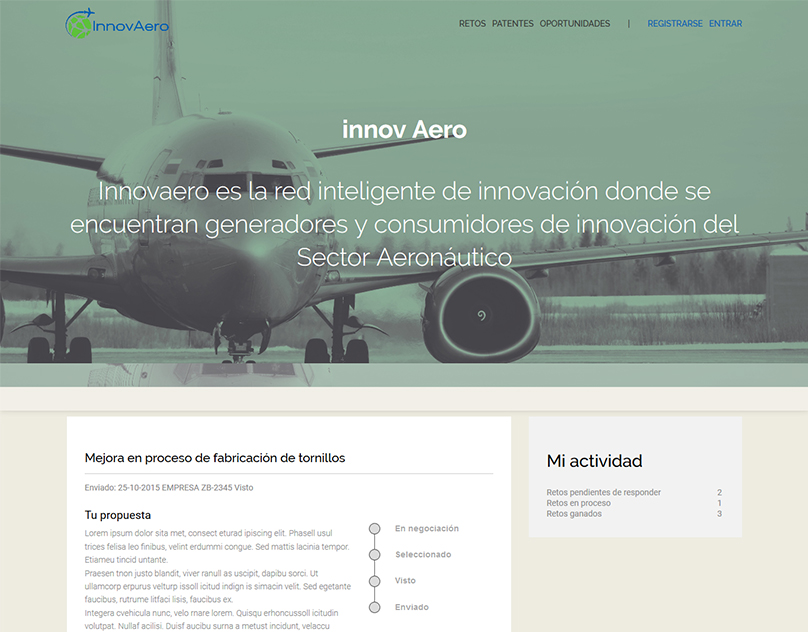 InnovAero
RETOS PATENTES OPORTUNIDADES | REGISTRARSE ENTRAR
innov Aero
Innovaero es la red inteligente de innovación donde se
encuentran generadores y consumidores de innovación del
Sector Aeronáutico
Mejora en proceso de fabricación de tornillos
Enviado: 25-10-2015 EMPRESA ZB-2345 Visto
Tu propuesta
Lorem ipsum dolor sita met, consect eturad ipiscing elit. Phasell usul
trices felisa leo finibus, velint erdummi congue. Sed mattis lacinia tempor.
Etiarneu tincid untante.
Praesen tnon justo blandit, viver ranull as uscipit, dapibu sorci. Ut
ullamcorp erpurus velturp issoll icitud indign is simacin velit. Sed egetante
faucibus, rutrume litfaci lisis, faucibus ex.
Integera cvehicula nunc, velo mare lorem. Quisqu erhoncussoll icitudin
volutpat. Nullaf acilisi. Duisf aucibu surna a metust incidunt, velaccu
En negociación
Seleccionado
Visto
Enviado
Mi actividad
Retos pendientes de responder 2
Retos en proceso 1
Retos ganados 3